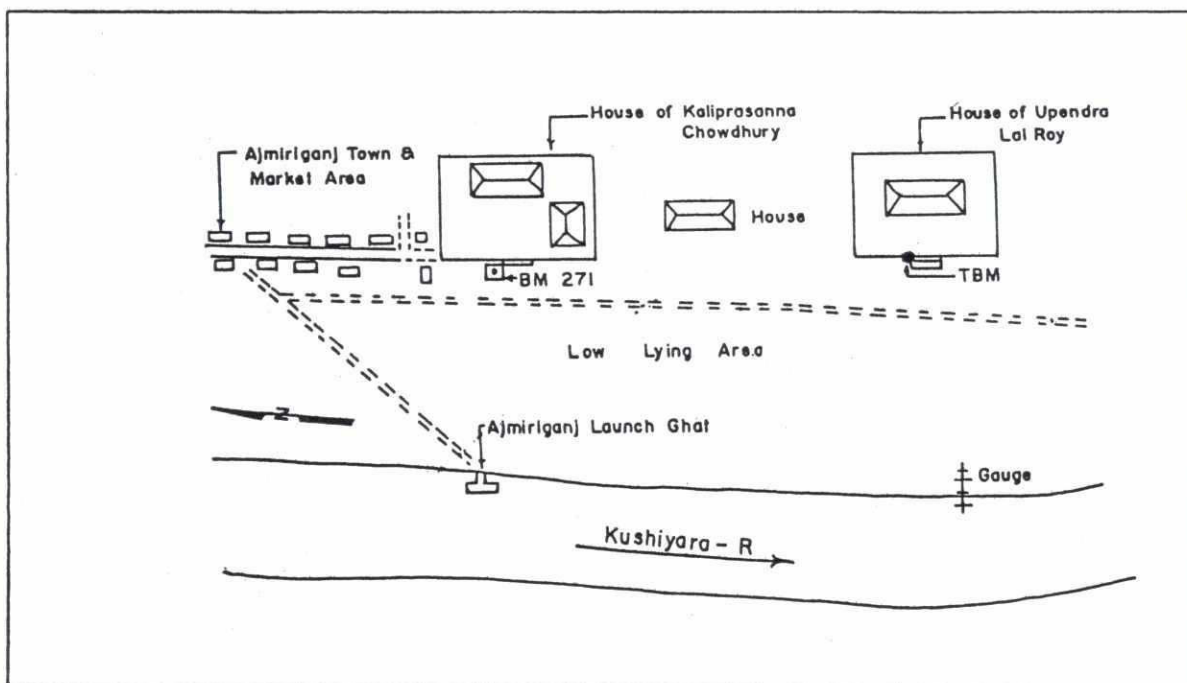 House of Kaliprasanna
Chowdhury
House of Upendra
Lal Roy
Ajmiriganj Town &
Market Area
House
BM 271
TBM
Low Lying Area
N
Ajmiriganj Launch Ghat
Gauge
Kushiyara - R